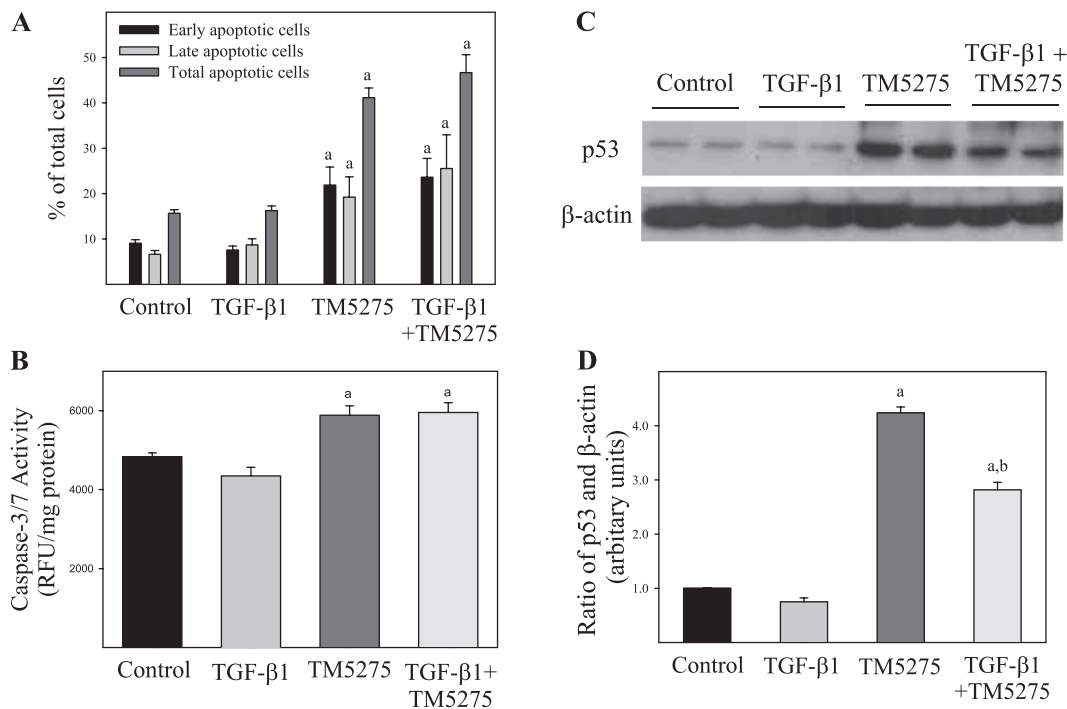 A
Early apoptotic cells
Late apoptotic cells
Total apoptotic cells
% of total cells
50
40
30
20
10
a
a
a
a
a
a
Control
TGF-β1
TM5275
TGF-β1
+TM5275
B
Caspase-3/7 Activity
(RFU/mg protein)
6000
4000
2000
a
a
Control
TGF-β1
TM5275
TGF-β1+
TM5275
C
Control
TGF-β1
TM5275
TGF-β1 +
TM5275
p53
β-actin
D
Ratio of p53 and β-actin
(arbitary units)
4.0
3.0
2.0
1.0
a
a,b
Control
TGF-β1
TM5275
TGF-β1
+TM5275